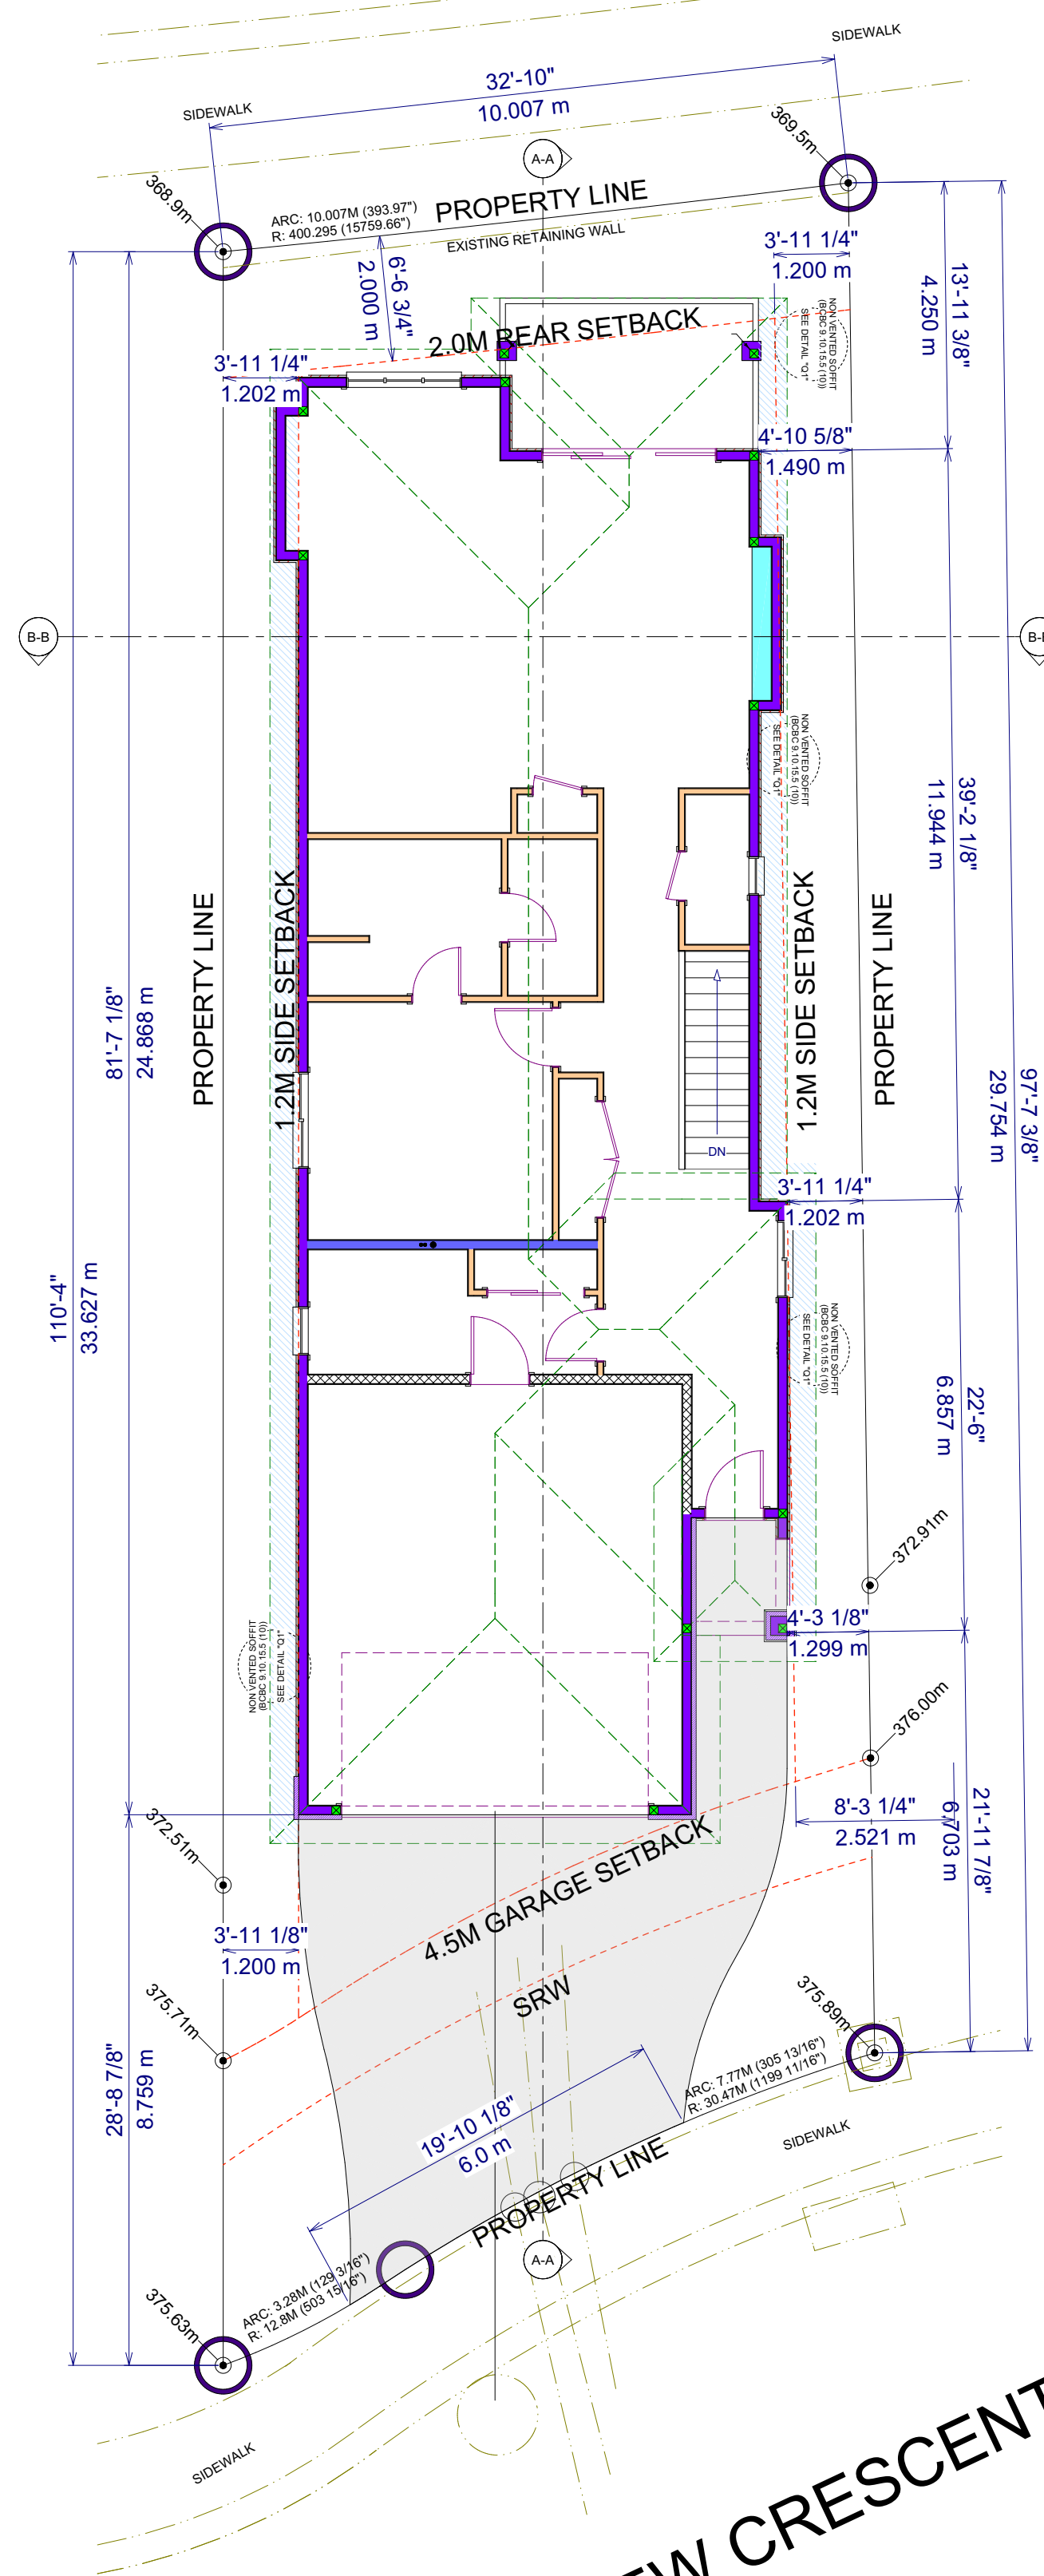 SIDEWALK
32'-10"
10.007 m
SIDEWALK
369.5m
A-A
368.9m
ARC: 10.007M (393.97")
R: 400.295 (15759.66")
PROPERTY LINE
EXISTING RETAINING WALL
3'-11 1/4"
1.200 m
13'-11 3/8"
4.250 m
6'-6 3/4"
2.000 m
NON VENTED SOFFIT
(BCBC 9.10.15.5 (10))
SEE DETAIL "Q1"
2.0M REAR SETBACK
3'-11 1/4"
1.202 m
4'-10 5/8"
1.490 m
B-B
NON VENTED SOFFIT
(BCBC 9.10.15.5 (10))
SEE DETAIL "Q1"
39'-2 1/8"
11.944 m
PROPERTY LINE
1.2M SIDE SETBACK
1.2M SIDE SETBACK
PROPERTY LINE
81'-7 1/8"
24.868 m
97'-7 3/8"
29.754 m
DN
3'-11 1/4"
1.202 m
110'-4"
33.627 m
NON VENTED SOFFIT
(BCBC 9.10.15.5 (10))
SEE DETAIL "Q1"
22'-6"
6.857 m
372.91m
4'-3 1/8"
1.299 m
NON VENTED SOFFIT
(BCBC 9.10.15.5 (10))
SEE DETAIL "Q1"
376.00m
8'-3 1/4"
2.521 m
21'-11 7/8"
6.703 m
372.51m
4.5M GARAGE SETBACK
3'-11 1/8"
1.200 m
375.71m
SRW
375.89m
28'-8 7/8"
8.759 m
ARC: 7.77M (305 13/16")
R: 30.47M (1199 11/16")
19'-10 1/8"
6.0 m
SIDEWALK
PROPERTY LINE
A-A
ARC: 3.28M (129 3/16")
R: 12.8M (503 15/16")
375.63m
SIDEWALK
CRESCENT